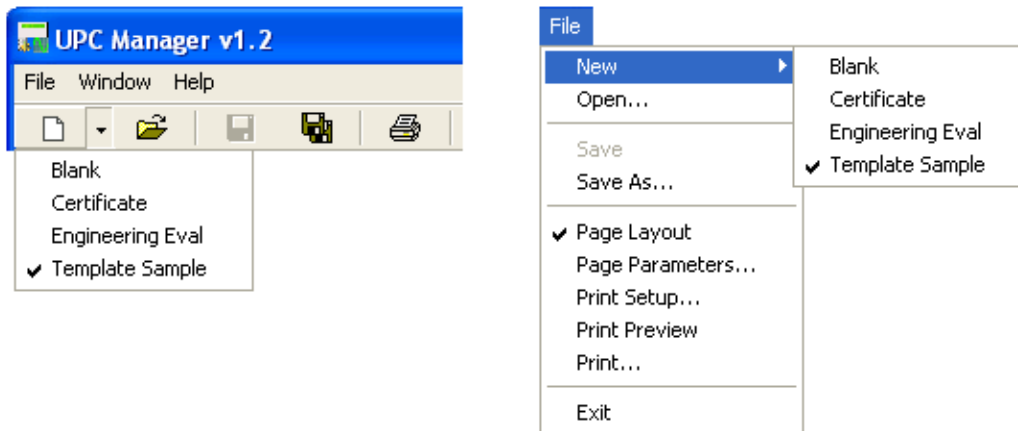 UPC Manager v1.2
File Window Help
Blank
Certificate
Engineering Eval
Template Sample
File
New
Open...
Save
Save As...
Page Layout
Page Parameters...
Print Setup...
Print Preview
Print...
Exit
Blank
Certificate
Engineering Eval
Template Sample